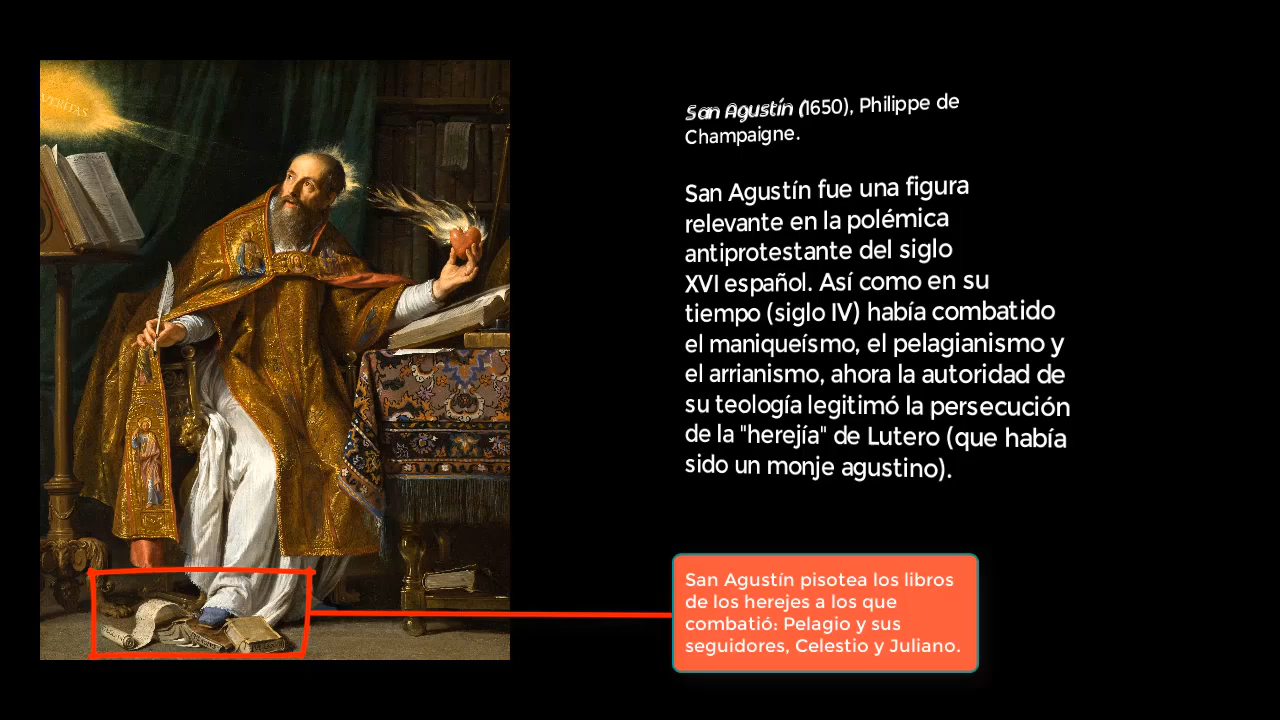 VERITAS
San Agustín (1650), Philippe de
Champaigne.
San Agustín fue una figura
relevante en la polémica
antiprotestante del siglo
XVI español. Así como en su
tiempo (siglo IV) había combatido
el maniqueísmo, el pelagianismo y
el arrianismo, ahora la autoridad de
su teología legitimó la persecución
de la "herejía" de Lutero (que había
sido un monje agustino).
San Agustín pisotea los libros
de los herejes a los que
combatió: Pelagio y sus
seguidores, Celestio y Juliano.